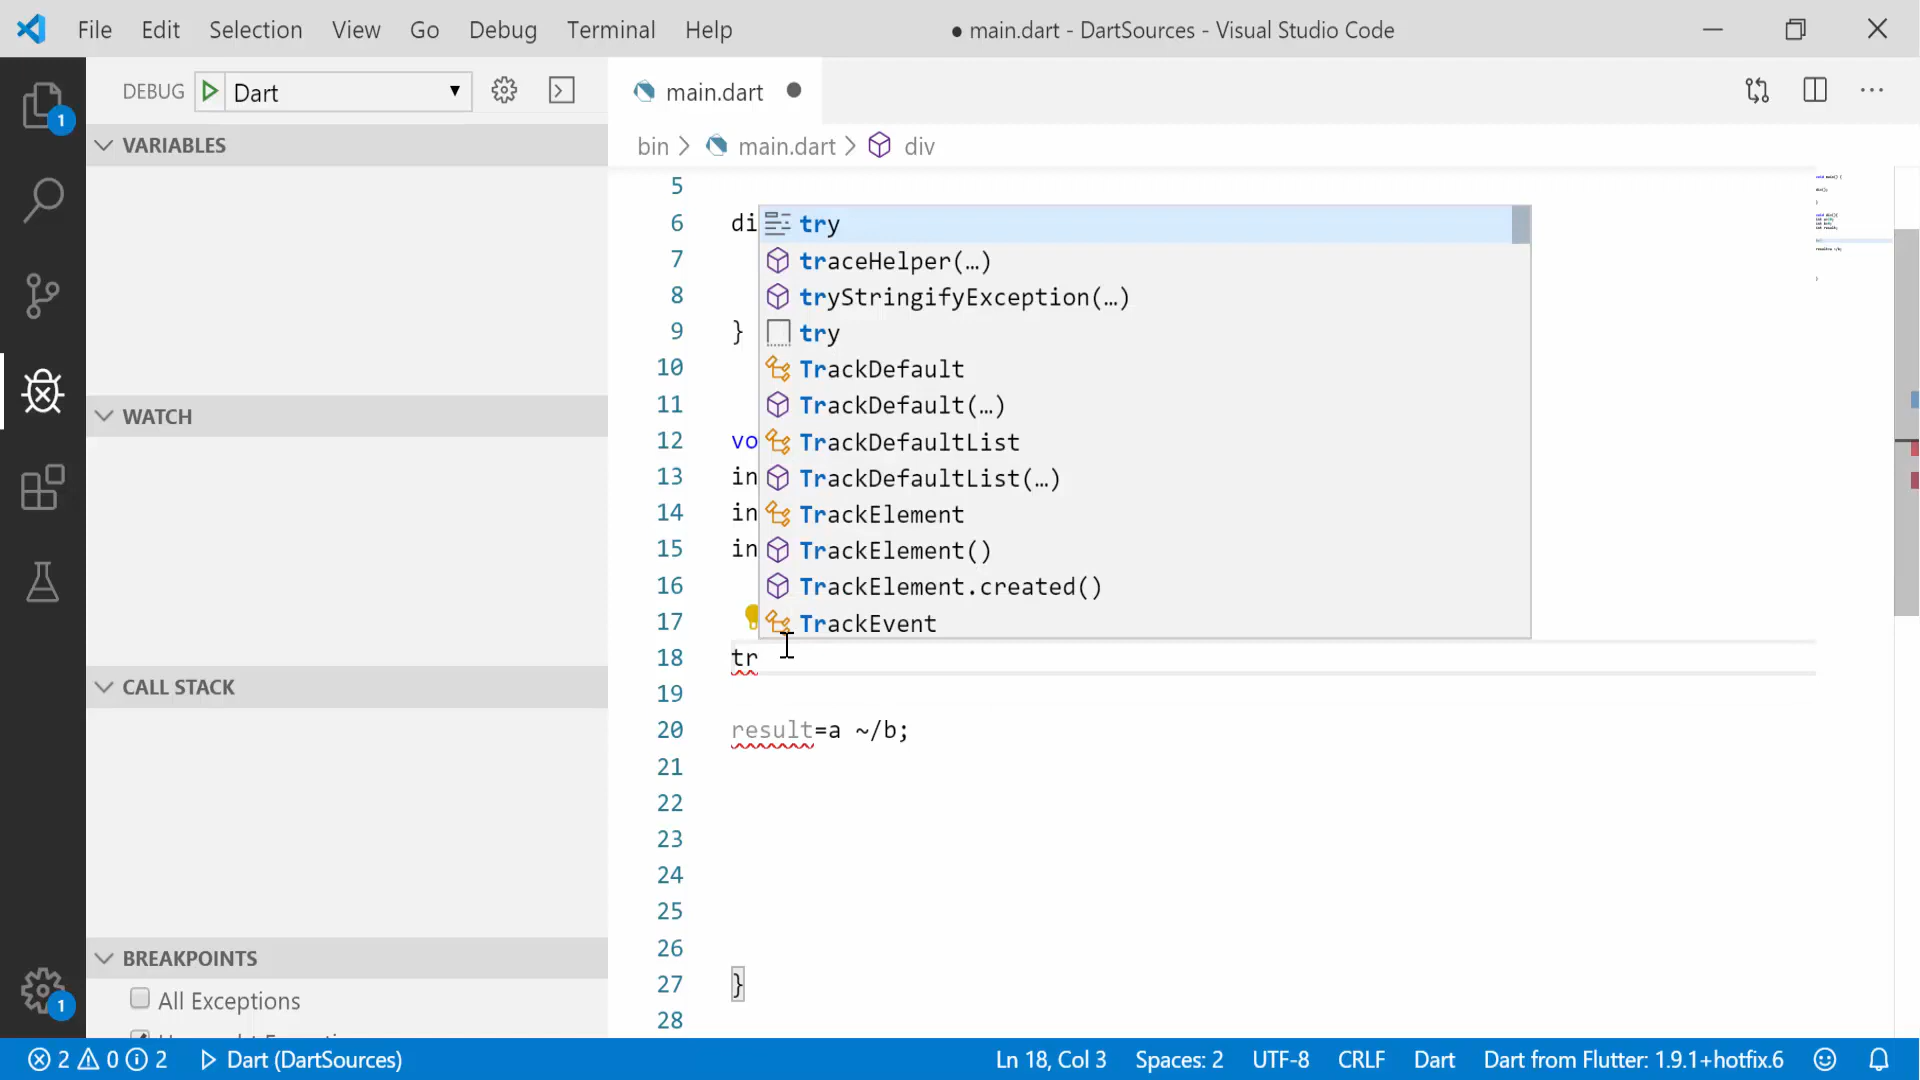 File Edit Selection View Go Debug Terminal Help
● main.dart - DartSources - Visual Studio Code
DEBUG Dart
main.dart
bin > main.dart > div
VARIABLES
WATCH
CALL STACK
BREAKPOINTS
All Exceptions
1
1
5
6 di
7
8
9 }
10
11
12 vo
13 in
14 in
15 in
16
17
18 tr
19
20 result=a ~/b;
21
22
23
24
25
26
27 }
28
try
traceHelper(…)
tryStringifyException(…)
try
TrackDefault
TrackDefault(…)
TrackDefaultList
TrackDefaultList(…)
TrackElement
TrackElement()
TrackElement.created()
TrackEvent
2 0 2 Dart (DartSources) Ln 18, Col 3 Spaces: 2 UTF-8 CRLF Dart Dart from Flutter: 1.9.1+hotfix.6